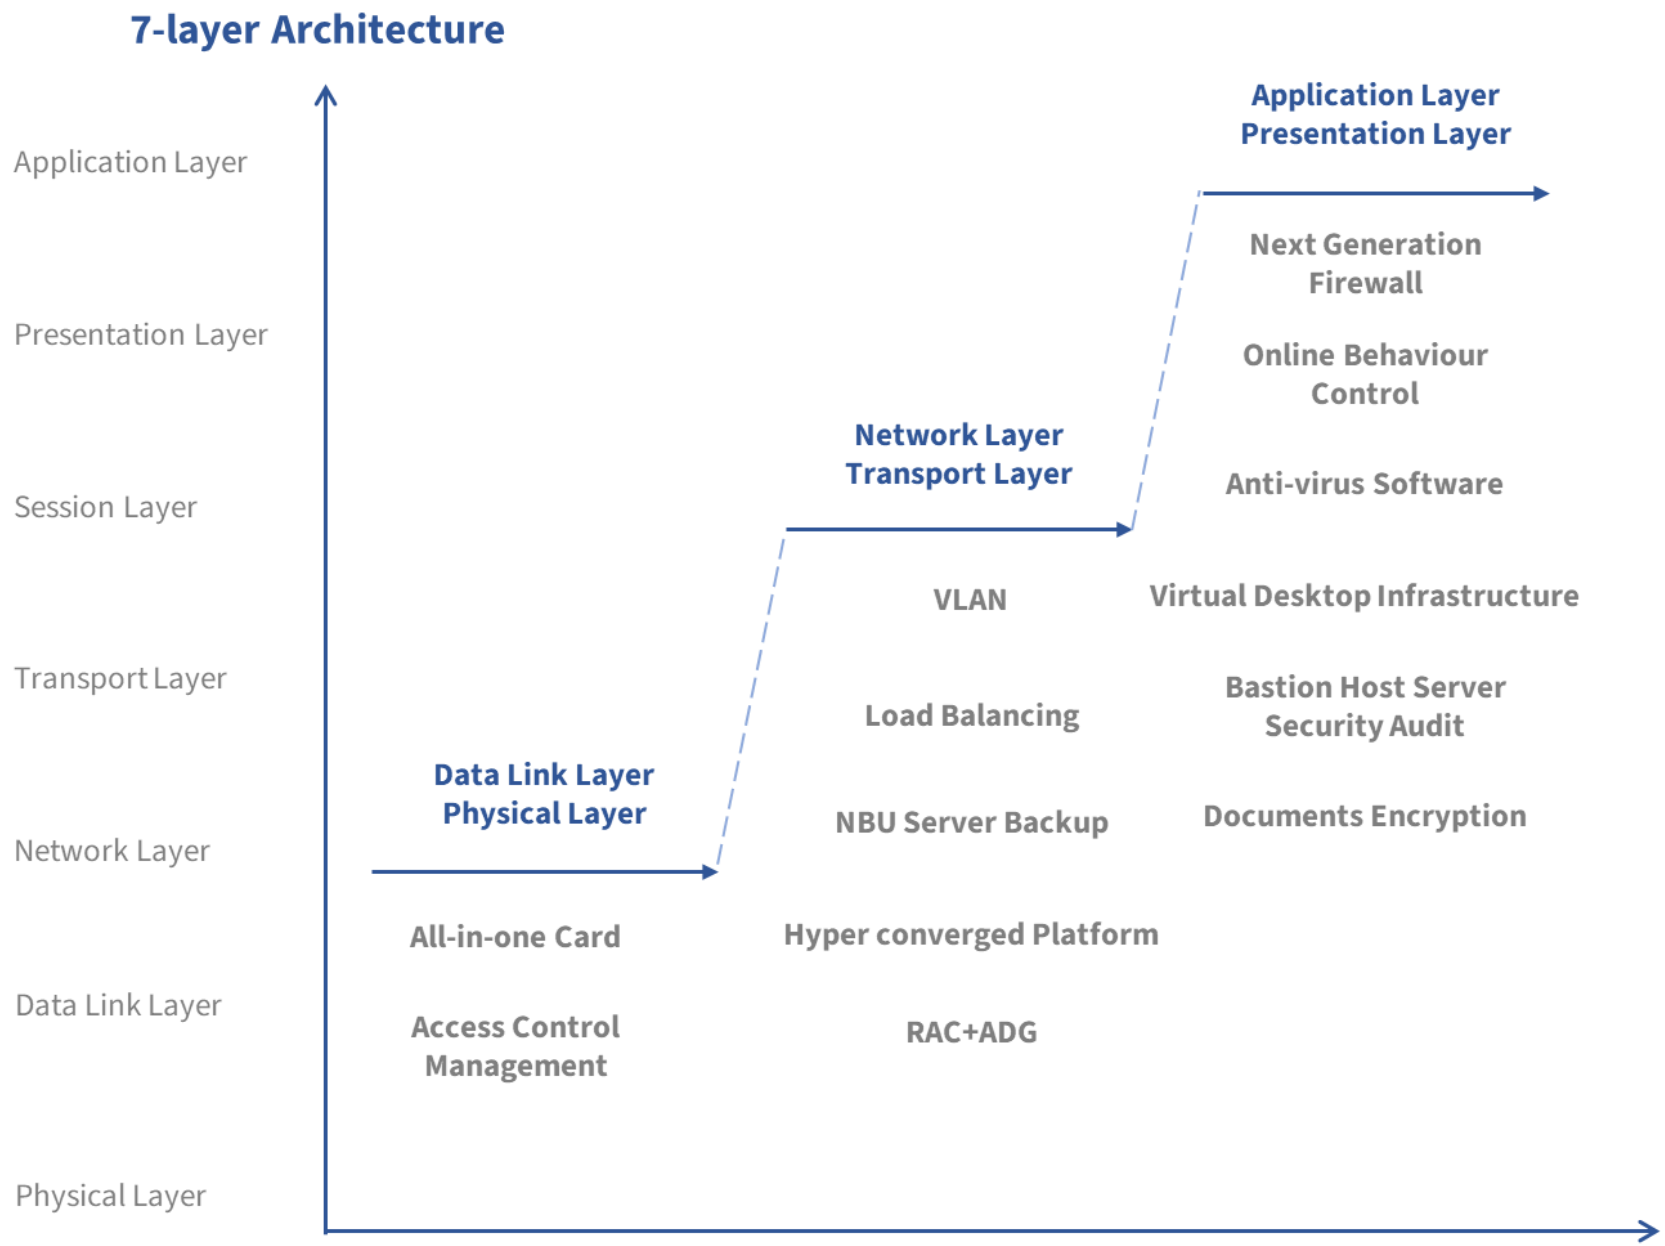 7-layer Architecture
Application Layer
Presentation Layer
Session Layer
Transport Layer
Network Layer
Data Link Layer
Physical Layer
Data Link Layer
Physical Layer
All-in-one Card
Access Control
Management
Network Layer
Transport Layer
VLAN
Load Balancing
NBU Server Backup
Hyper converged Platform
RAC+ADG
Application Layer
Presentation Layer
Next Generation
Firewall
Online Behaviour
Control
Anti-virus Software
Virtual Desktop Infrastructure
Bastion Host Server
Security Audit
Documents Encryption